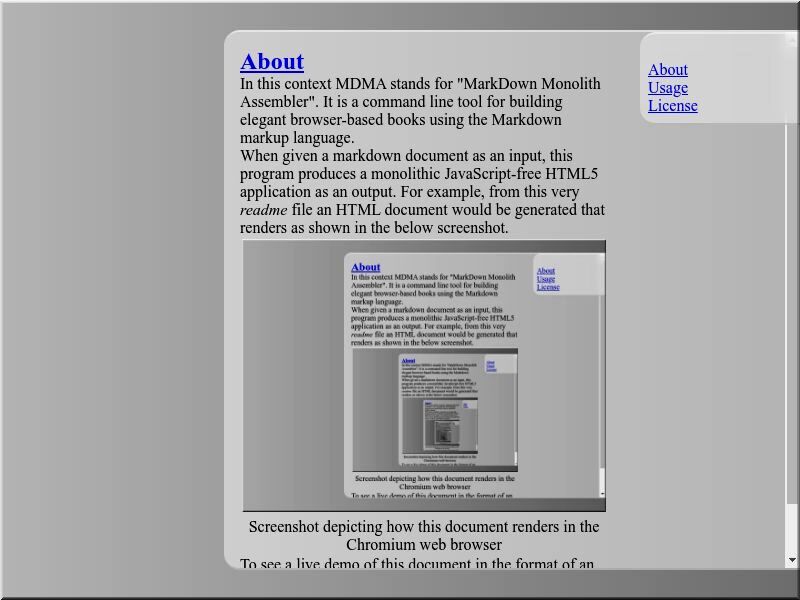 About
In this context MDMA stands for "MarkDown Monolith
Assembler". It is a command line tool for building
elegant browser-based books using the Markdown
markup language.
When given a markdown document as an input, this
program produces a monolithic JavaScript-free HTML5
application as an output. For example, from this very
readme file an HTML document would be generated that
renders as shown in the below screenshot.
About
In this context MDMA stands for "MarkDown Monolith
Assembler". It is a command line tool for building
elegant browser-based books using the Markdown
markup language.
When given a markdown document as an input, this
program produces a monolithic JavaScript-free HTML5
application as an output. For example, from this very
readme file an HTML document would be generated that
renders as shown in the below screenshot.
About
Screenshot depicting how this document renders in the
Chromium web browser
To see a live demo of this document in the format of an
About
Usage
License
Screenshot depicting how this document renders in the
Chromium web browser
To see a live demo of this document in the format of an
About
Usage
License